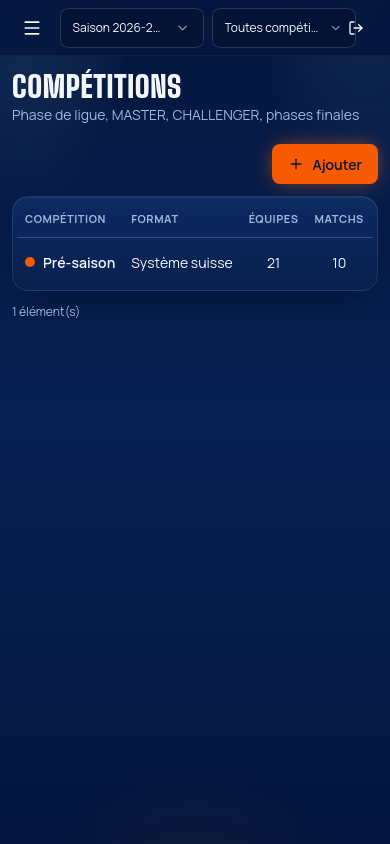 Saison 2026-2... Toutes compéti...
COMPÉTITIONS
Phase de ligue, MASTER, CHALLENGER, phases finales
+ Ajouter
COMPÉTITION FORMAT ÉQUIPES MATCHS
Pré-saison Système suisse 21 10
1 élément(s)